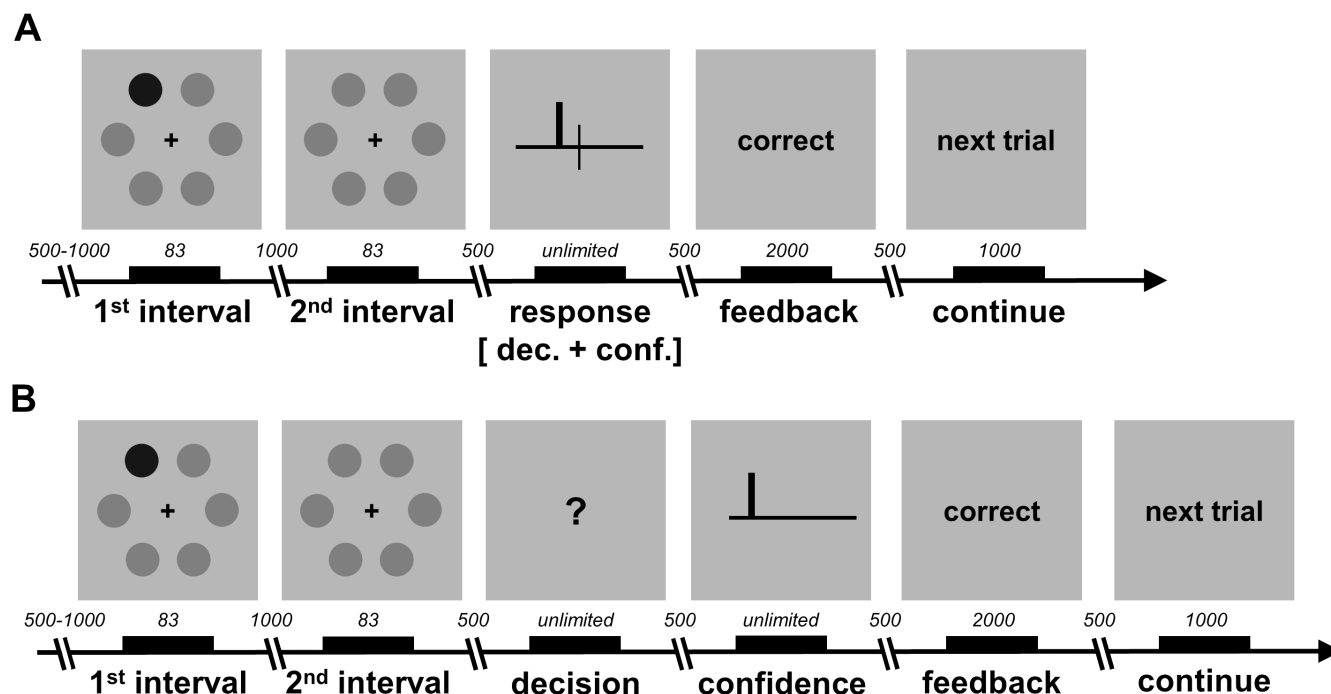 A
+
+
correct
next trial
500-1000
83
1000
83
500
unlimited
500
2000
500
1000
1st interval
2nd interval
response
[ dec. + conf.]
feedback
continue
B
+
+
?
correct
next trial
500-1000
83
1000
83
500
unlimited
500
unlimited
500
2000
500
1000
1st interval
2nd interval
decision
confidence
feedback
continue